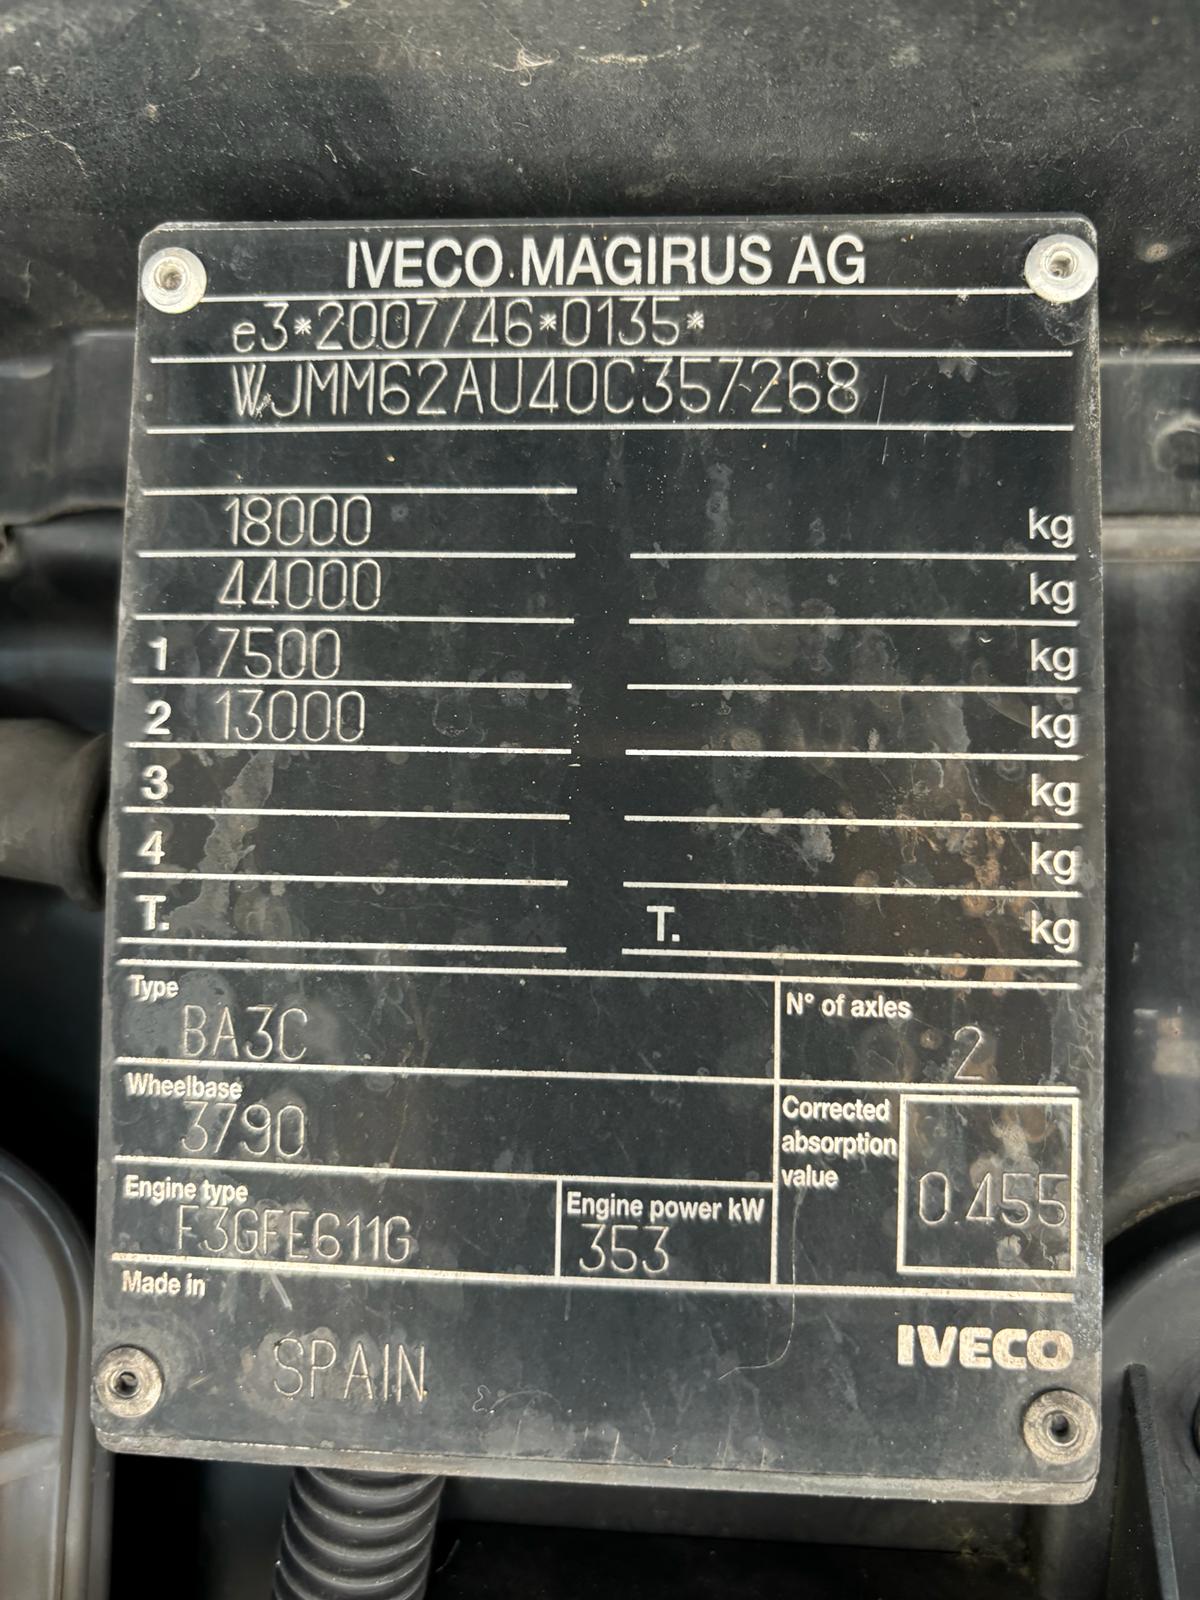 IVECO MAGIRUS AG
e3*2007/46*0135*
WJMM62AU40C357268
18000 kg
44000 kg
1 7500 kg
2 13000 kg
3 kg
4 kg
T. T. kg
Type
BA3C
N° of axles
2
Wheelbase
3790
Corrected
absorption
value
0.455
Engine type
F3GFE611G
Engine power kW
353
Made in
SPAIN
IVECO